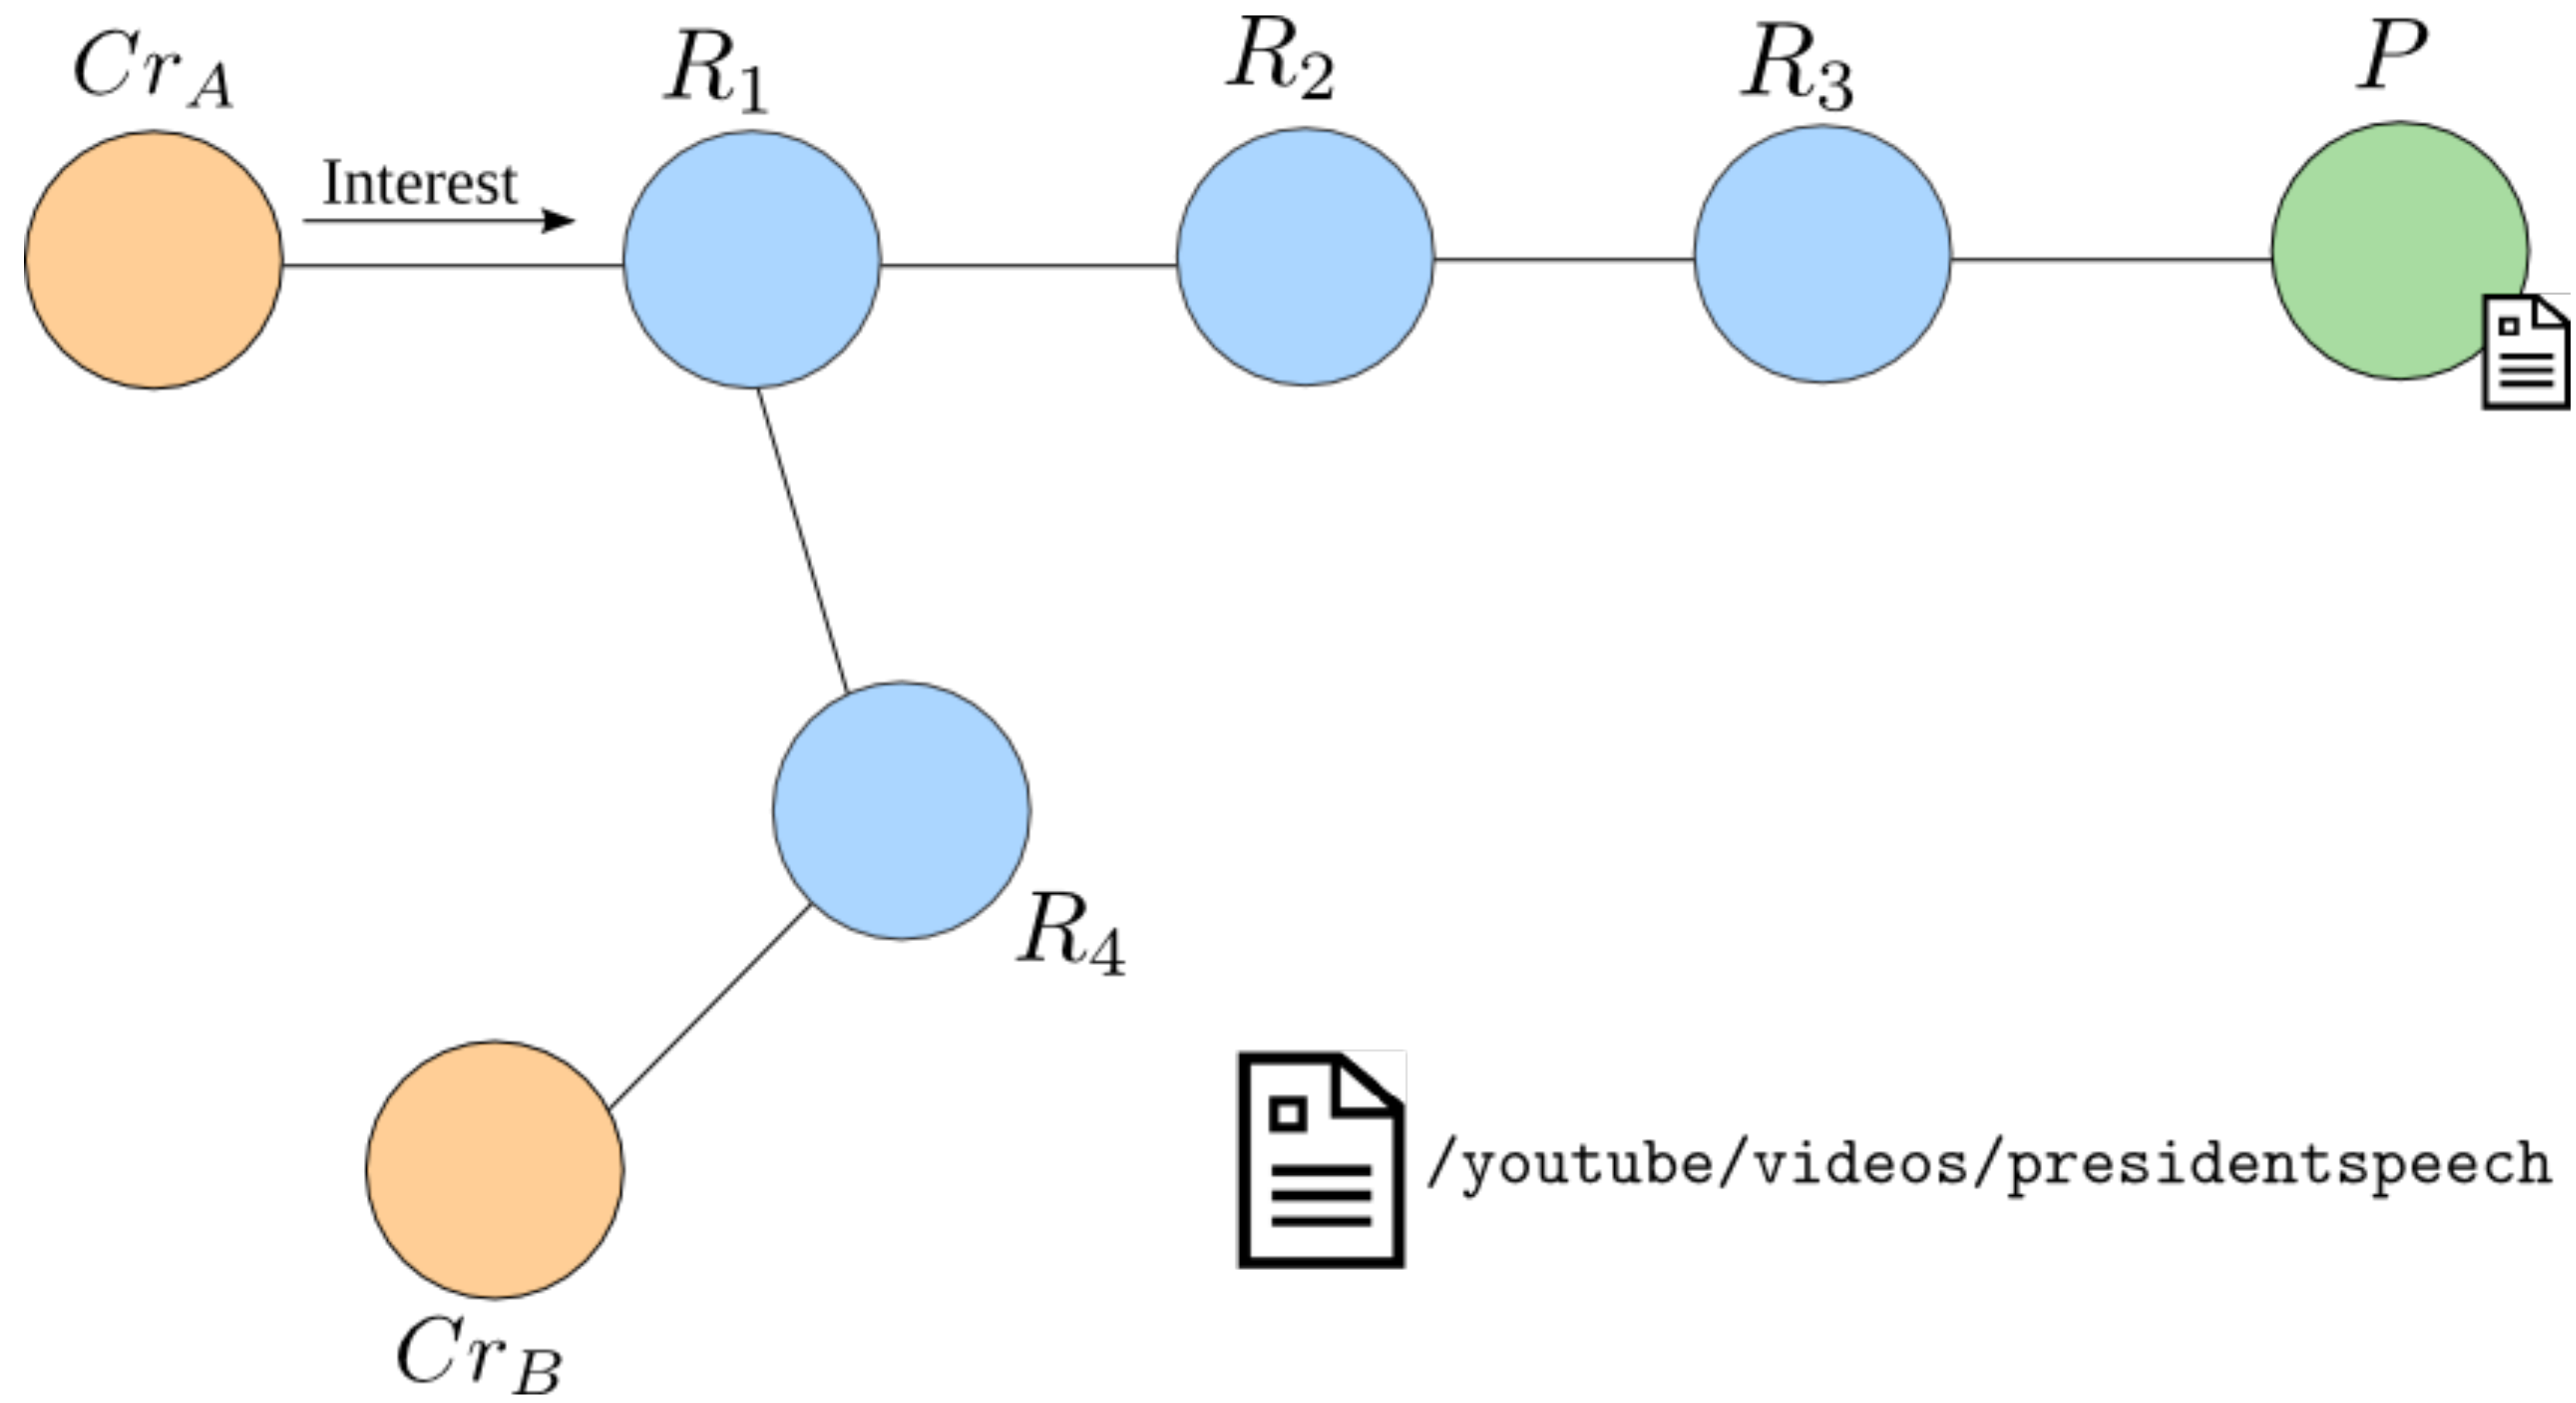 Cr_A
R_1
R_2
R_3
P
Interest
R_4
/youtube/videos/presidentspeech
Cr_B